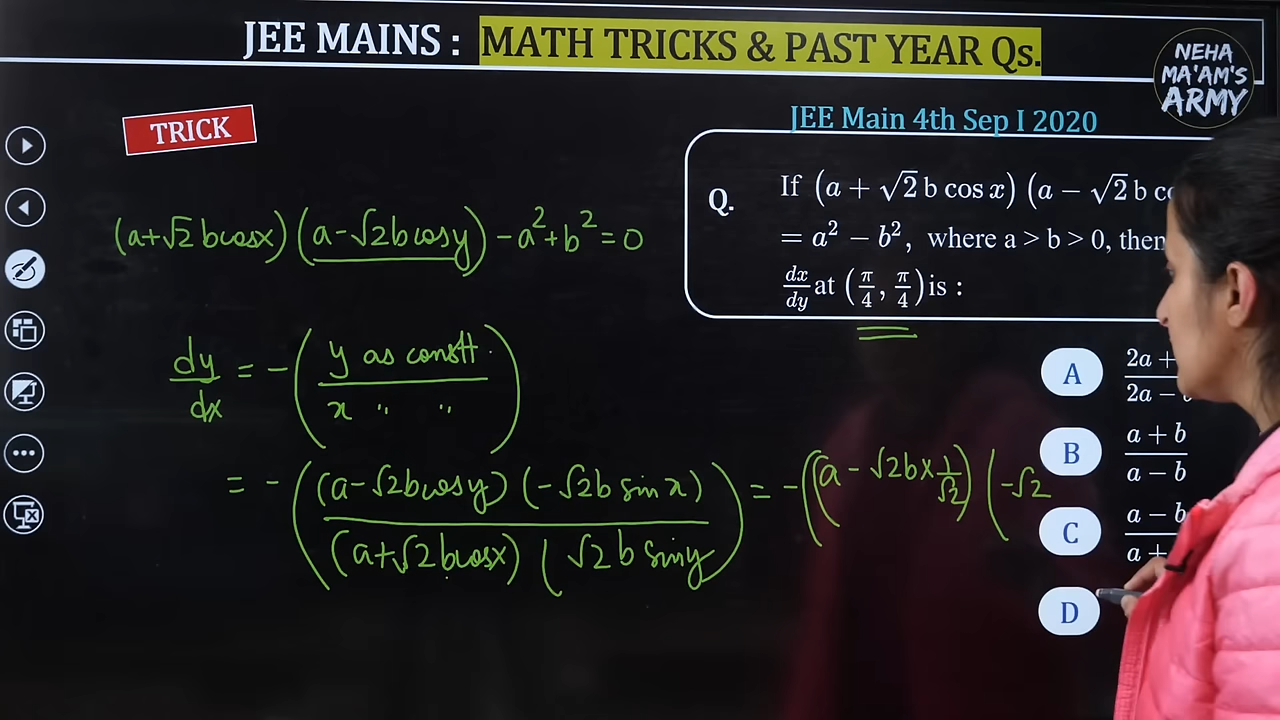 JEE MAINS : MATH TRICKS & PAST YEAR Qs.
NEHA
MA'AM'S
ARMY
TRICK
JEE Main 4th Sep I 2020
Q. If (a + √2 b cos x) (a − √2 b c
= a² − b², where a > b > 0, then
dx/dy at (π/4, π/4) is :
(a+√2 bcosx) (a-√2bcosy) - a² + b² = 0
dy/dx = -(y as constt. / x " ")
= -((a-√2bcosy) (-√2b sinx) / (a+√2bcosx) (√2 b siny) = -((a - √2b × 1/√2) (-√2
A 2a + / 2a −
B a + b / a − b
C a − b / a +
D